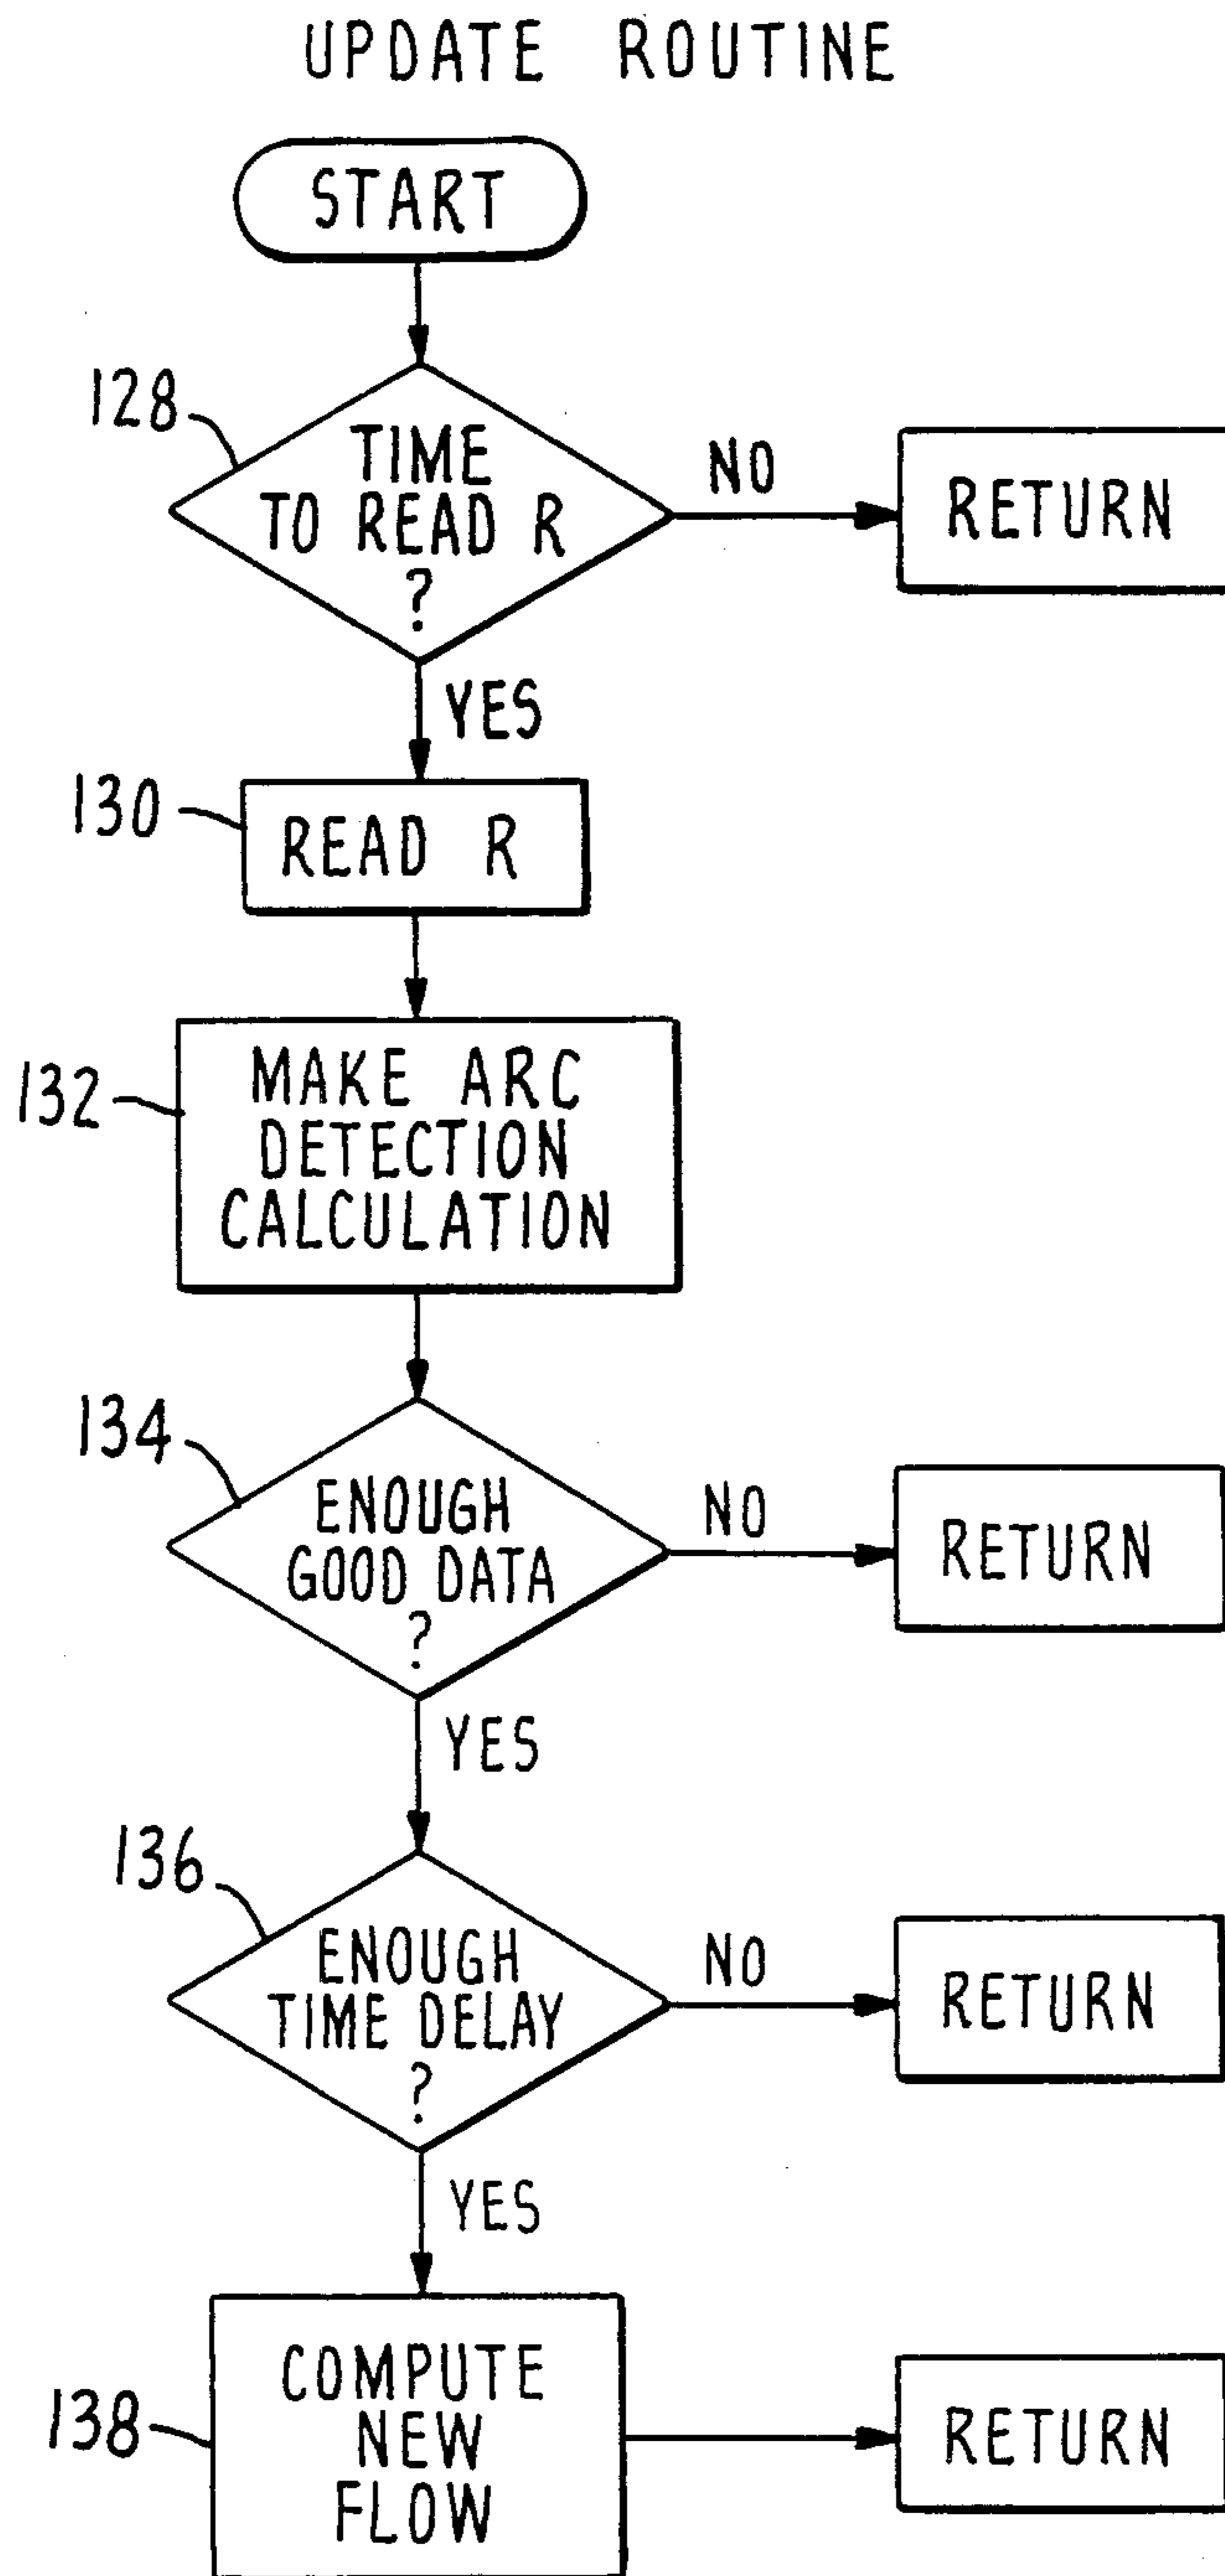 UPDATE ROUTINE
START
128
TIME
TO READ R
?
NO
RETURN
YES
130
READ R
132
MAKE ARC
DETECTION
CALCULATION
134
ENOUGH
GOOD DATA
?
NO
RETURN
YES
136
ENOUGH
TIME DELAY
?
NO
RETURN
YES
138
COMPUTE
NEW
FLOW
RETURN